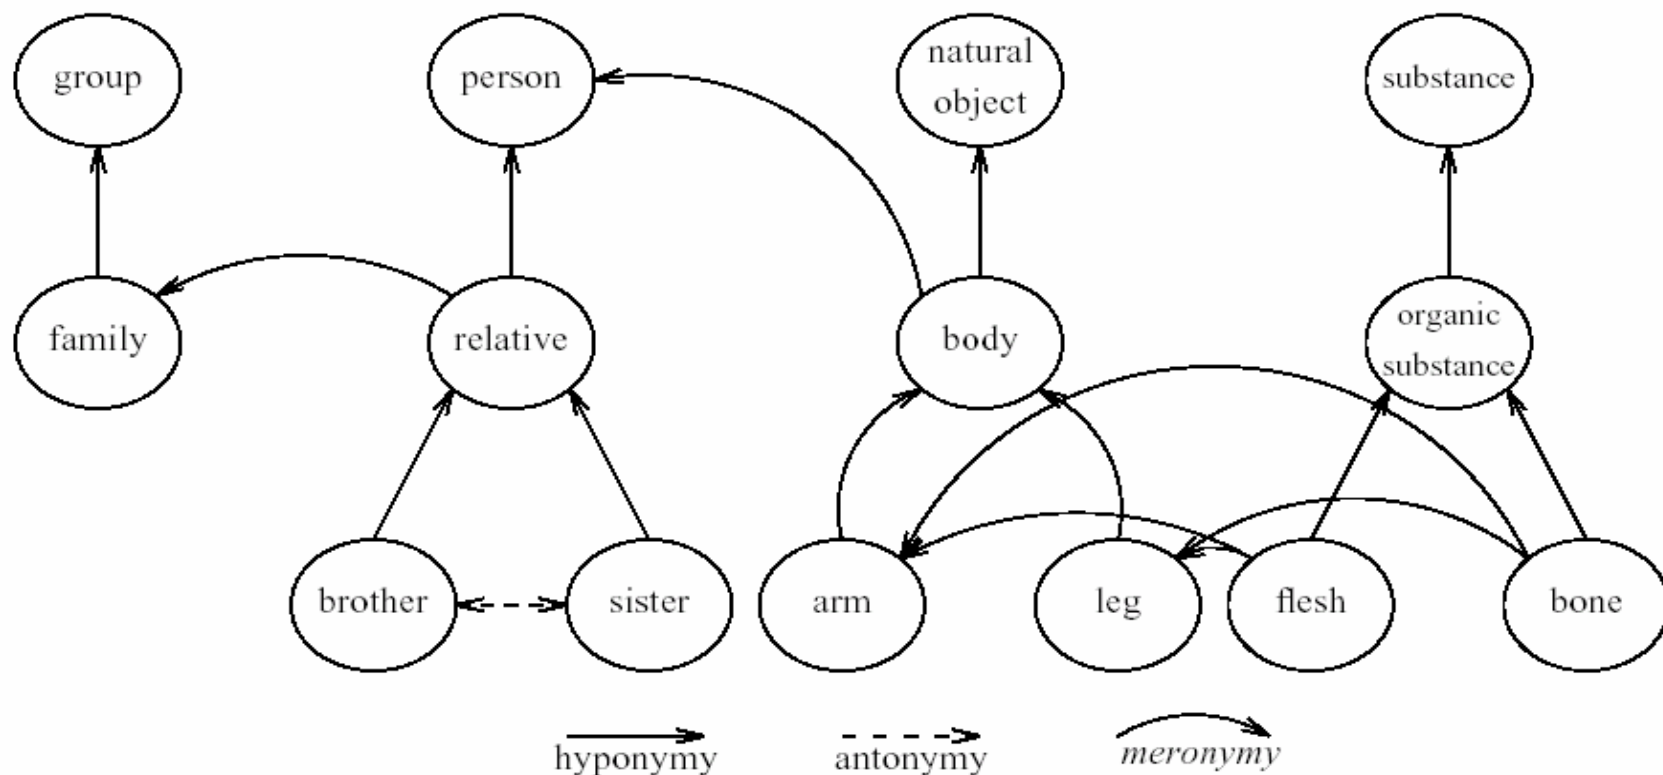 group
person
natural
object
substance
family
relative
body
organic
substance
brother
sister
arm
leg
flesh
bone
hyponymy
antonymy
meronymy